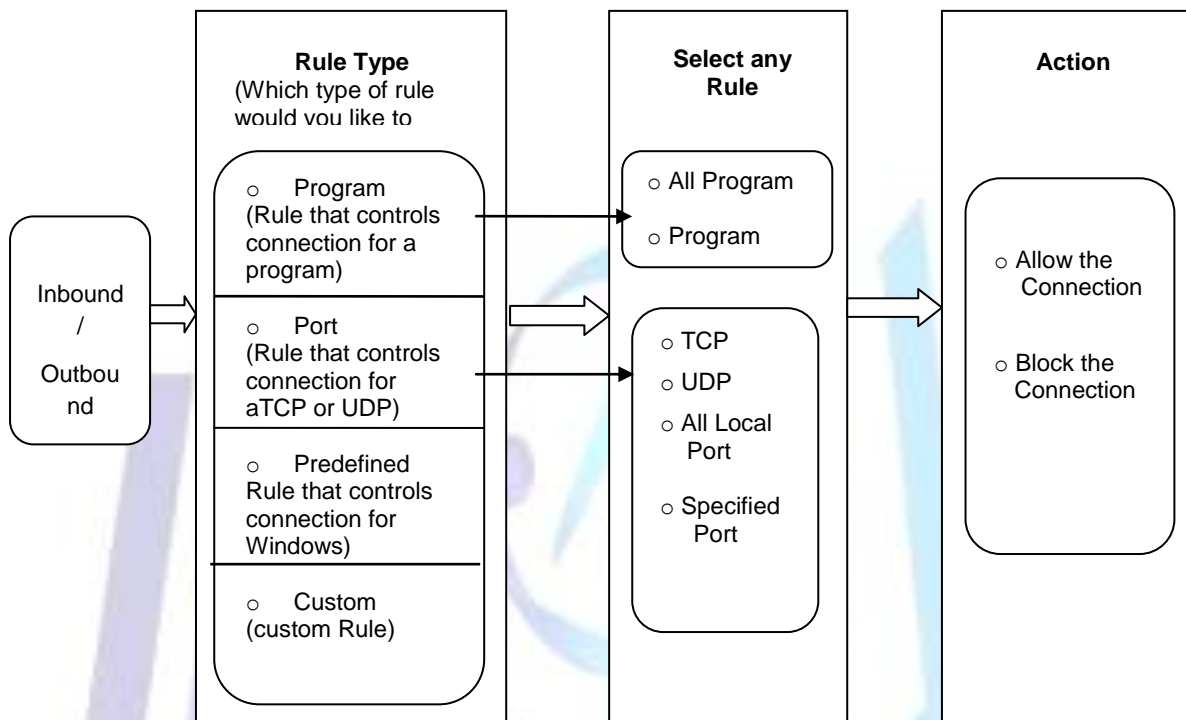 Inbound
/
Outbou
nd
Rule Type
(Which type of rule
would you like to
○ Program
(Rule that controls
connection for a
program)
○ Port
(Rule that controls
connection for
aTCP or UDP)
○ Predefined
Rule that controls
connection for
Windows)
○ Custom
(custom Rule)
Select any
Rule
○ All Program
○ Program
○ TCP
○ UDP
○ All Local
Port
○ Specified
Port
Action
○ Allow the
Connection
○ Block the
Connection